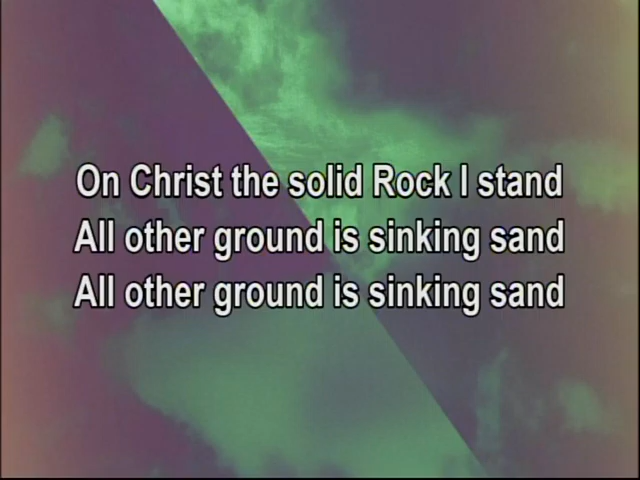 On Christ the solid Rock I stand
All other ground is sinking sand
All other ground is sinking sand